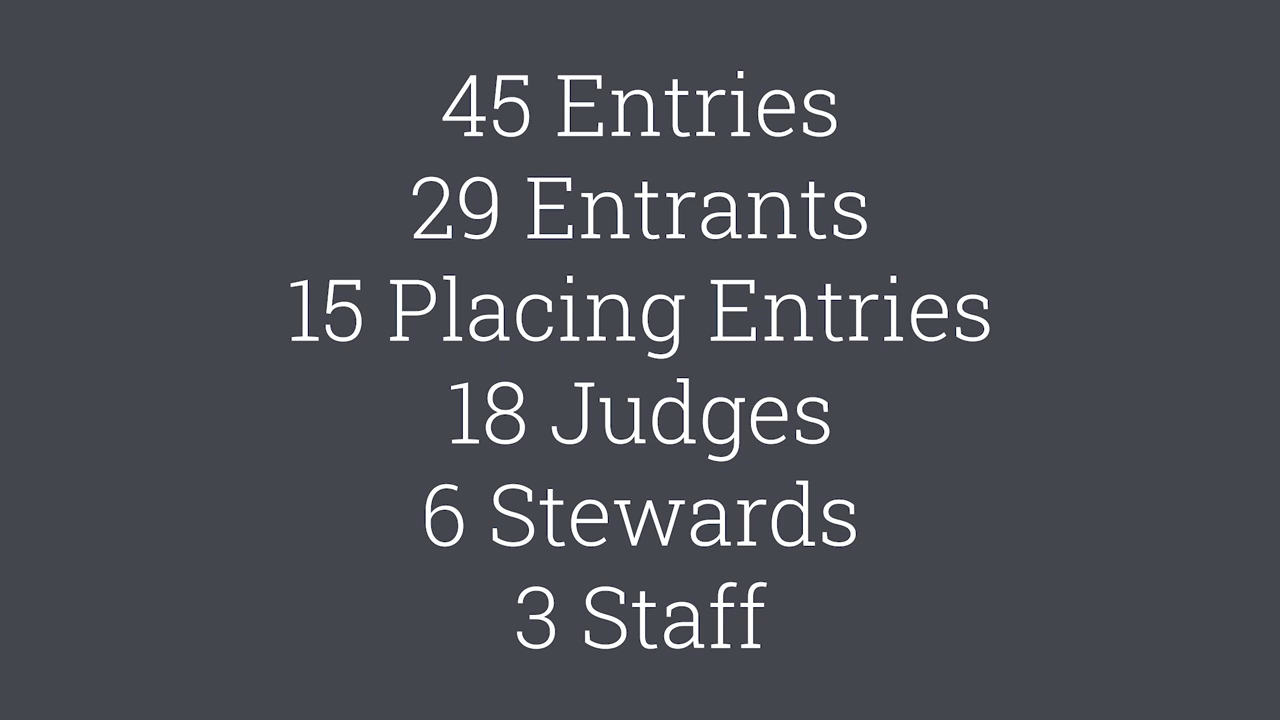 45 Entries
29 Entrants
15 Placing Entries
18 Judges
6 Stewards
3 Staff